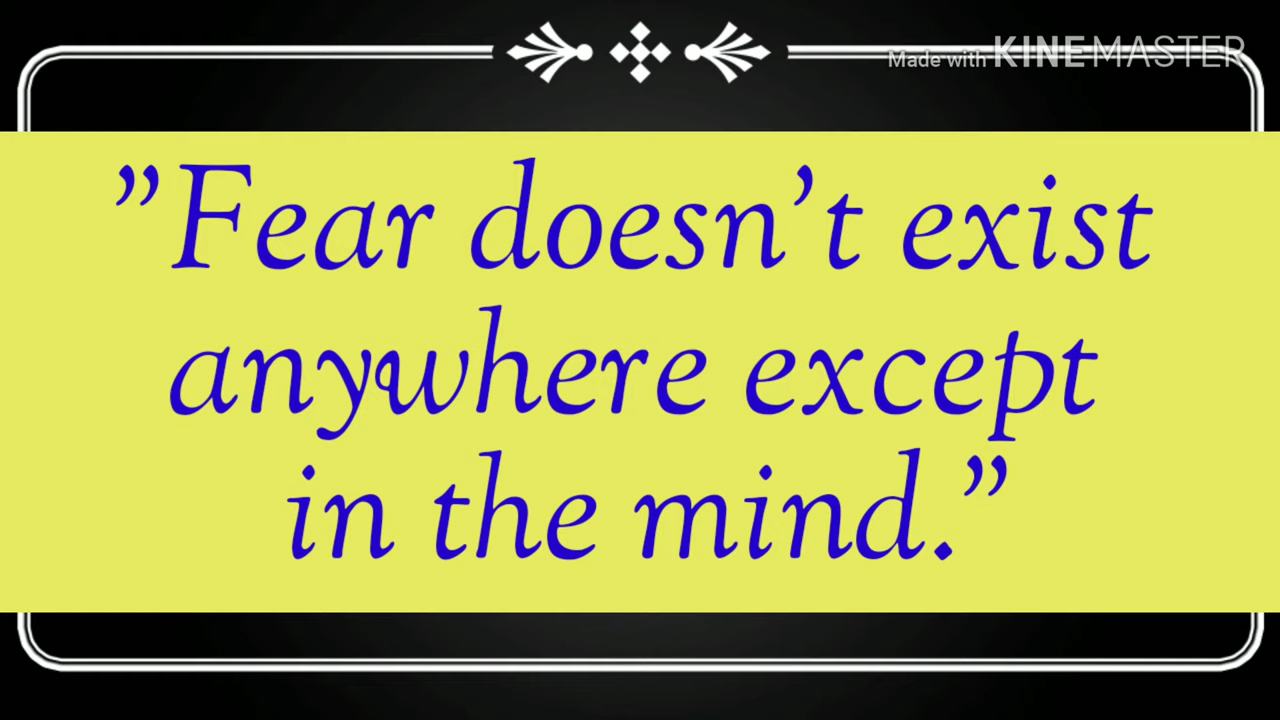 Made with KINEMASTER
”Fear doesn’t exist
anywhere except
in the mind.”